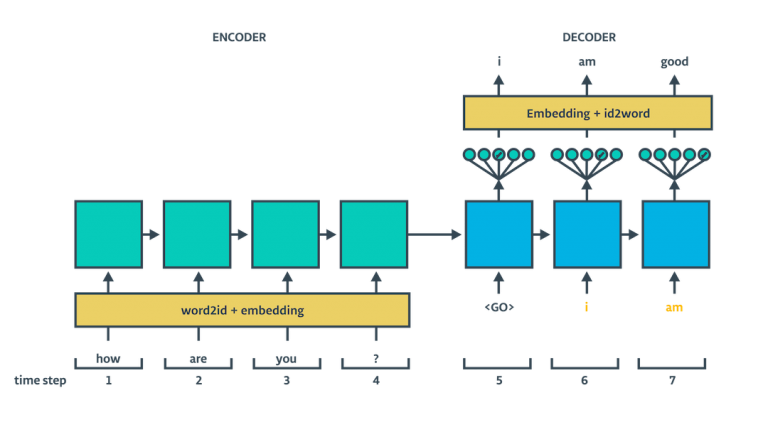 ENCODER
DECODER
i am good
Embedding + id2word
<GO> i am
word2id + embedding
how are you ?
time step 1 2 3 4 5 6 7